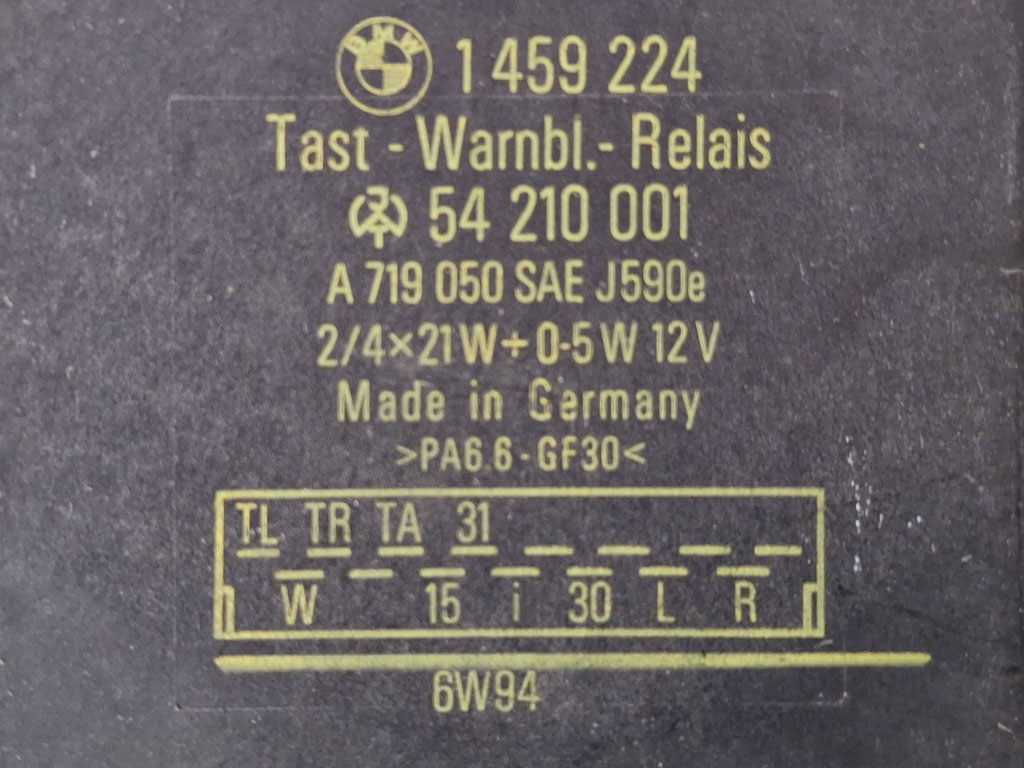 BMW 1 459 224
Tast - Warnbl.- Relais
54 210 001
A 719 050 SAE J590e
2/4×21W+0-5W 12V
Made in Germany
>PA6.6-GF30<
TL TR TA 31
W 15 i 30 L R
6W94